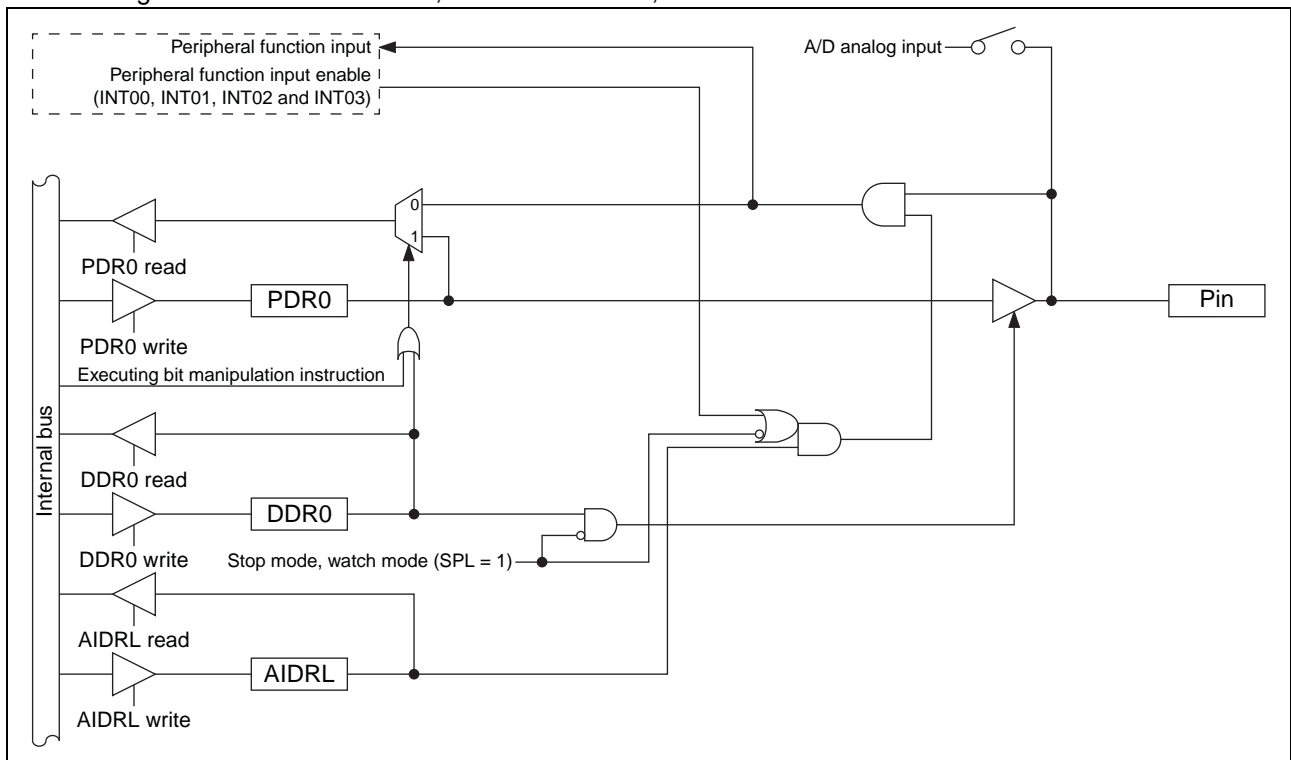 Peripheral function input
A/D analog input
Peripheral function input enable
(INT00, INT01, INT02 and INT03)
0
1
PDR0 read
PDR0
Pin
PDR0 write
Executing bit manipulation instruction
Internal bus
DDR0 read
DDR0
DDR0 write
Stop mode, watch mode (SPL = 1)
AIDRL read
AIDRL
AIDRL write